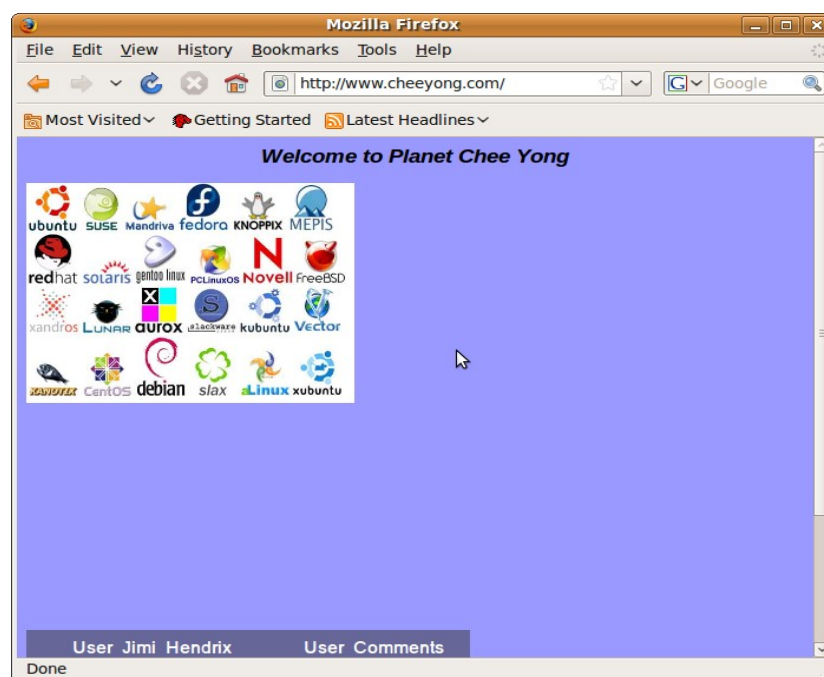 Mozilla Firefox
File Edit View History Bookmarks Tools Help
http://www.cheeyong.com/ G Google
Most Visited Getting Started Latest Headlines
Welcome to Planet Chee Yong
ubuntu SUSE Mandriva fedora KNOPPIX MEPIS
redhat solaris gentoo linux PCLinuxOS Novell FreeBSD
xandros LUNAR aurox slackware kubuntu Vector
KANOTIX CentOS debian slax aLinux xubuntu
User Jimi Hendrix User Comments
Done